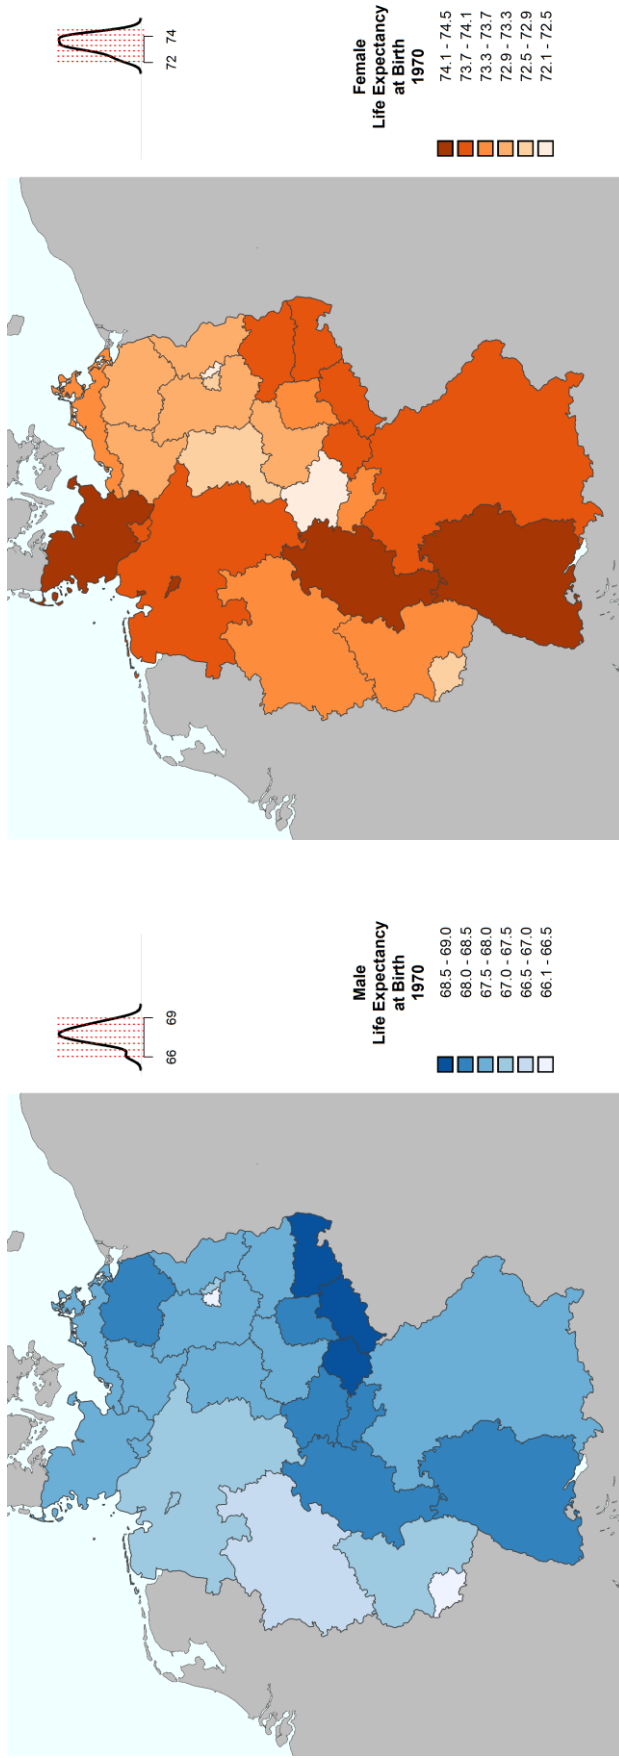 66
69
Male
Life Expectancy
at Birth
1970
68.5 - 69.0
68.0 - 68.5
67.5 - 68.0
67.0 - 67.5
66.5 - 67.0
66.1 - 66.5
72
74
Female
Life Expectancy
at Birth
1970
74.1 - 74.5
73.7 - 74.1
73.3 - 73.7
72.9 - 73.3
72.5 - 72.9
72.1 - 72.5